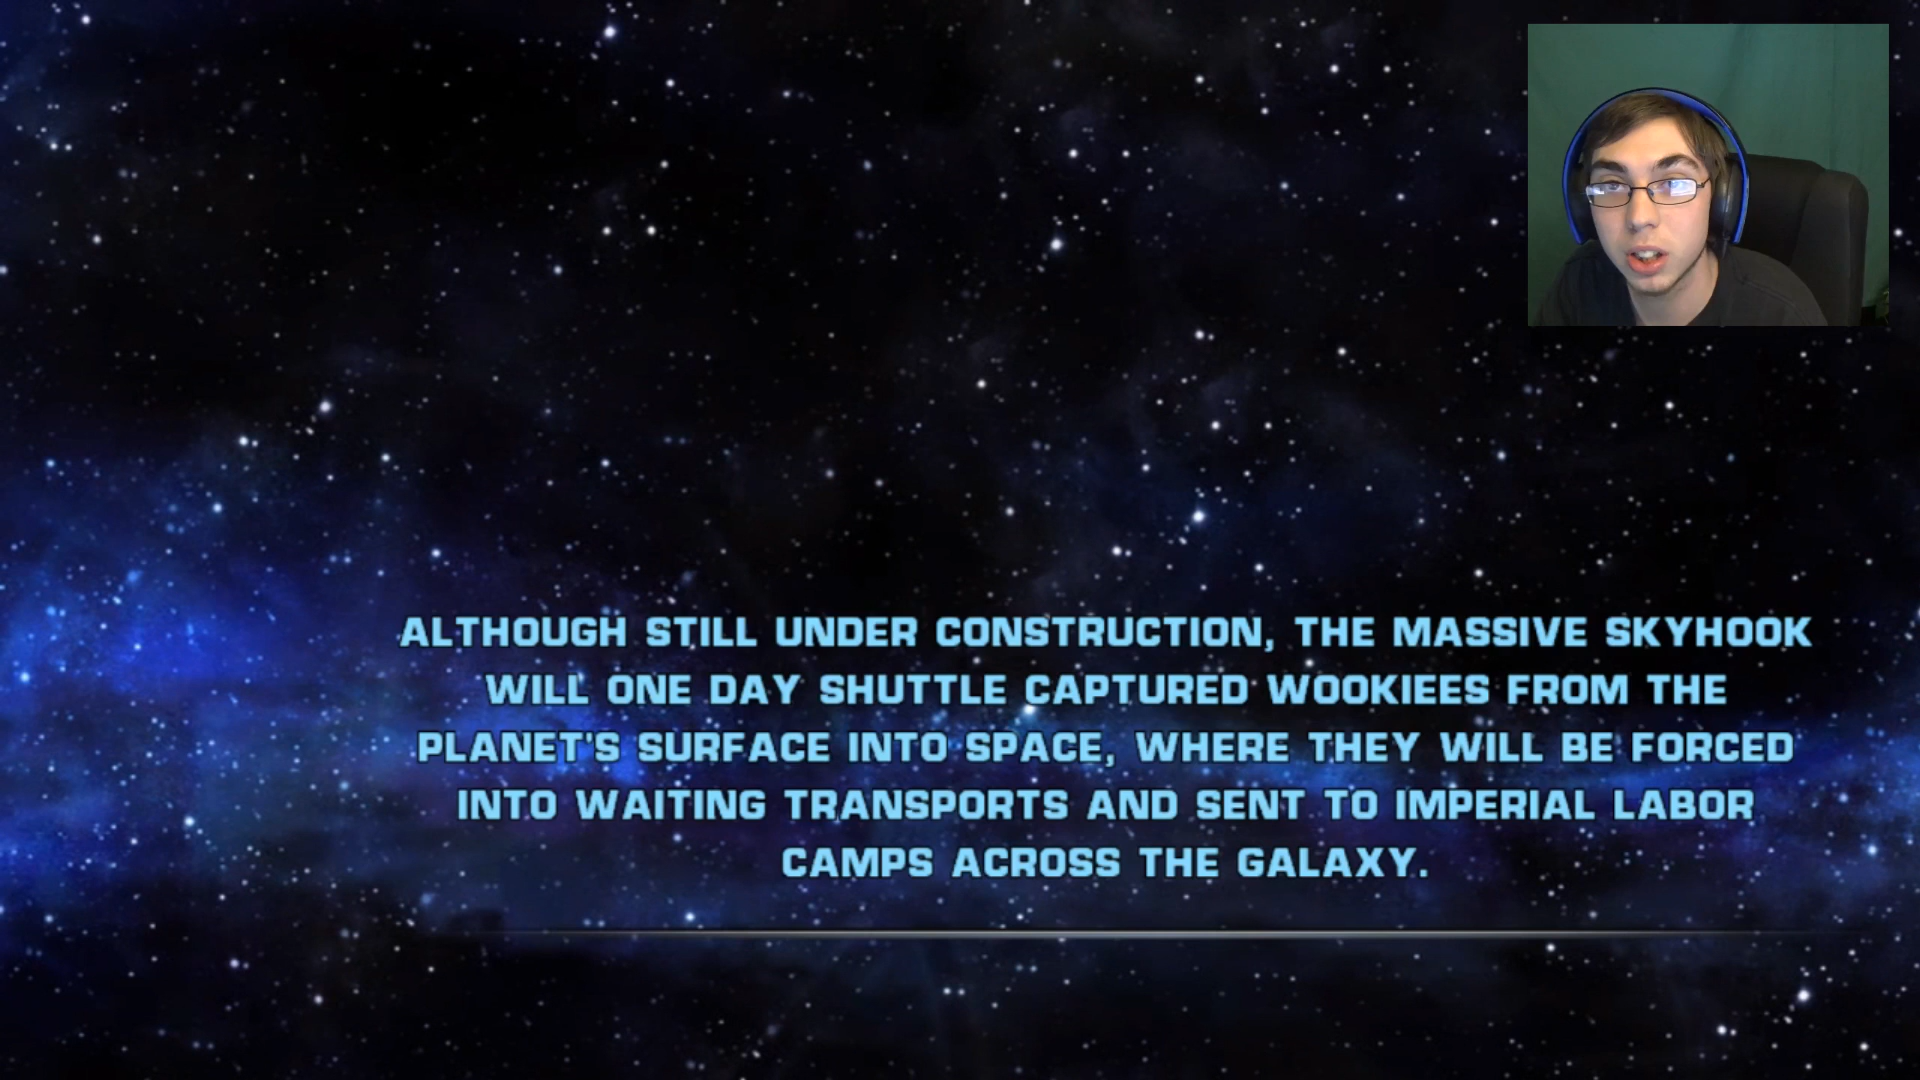 ALTHOUGH STILL UNDER CONSTRUCTION, THE MASSIVE SKYHOOK
WILL ONE DAY SHUTTLE CAPTURED WOOKIEES FROM THE
PLANET'S SURFACE INTO SPACE, WHERE THEY WILL BE FORCED
INTO WAITING TRANSPORTS AND SENT TO IMPERIAL LABOR
CAMPS ACROSS THE GALAXY.